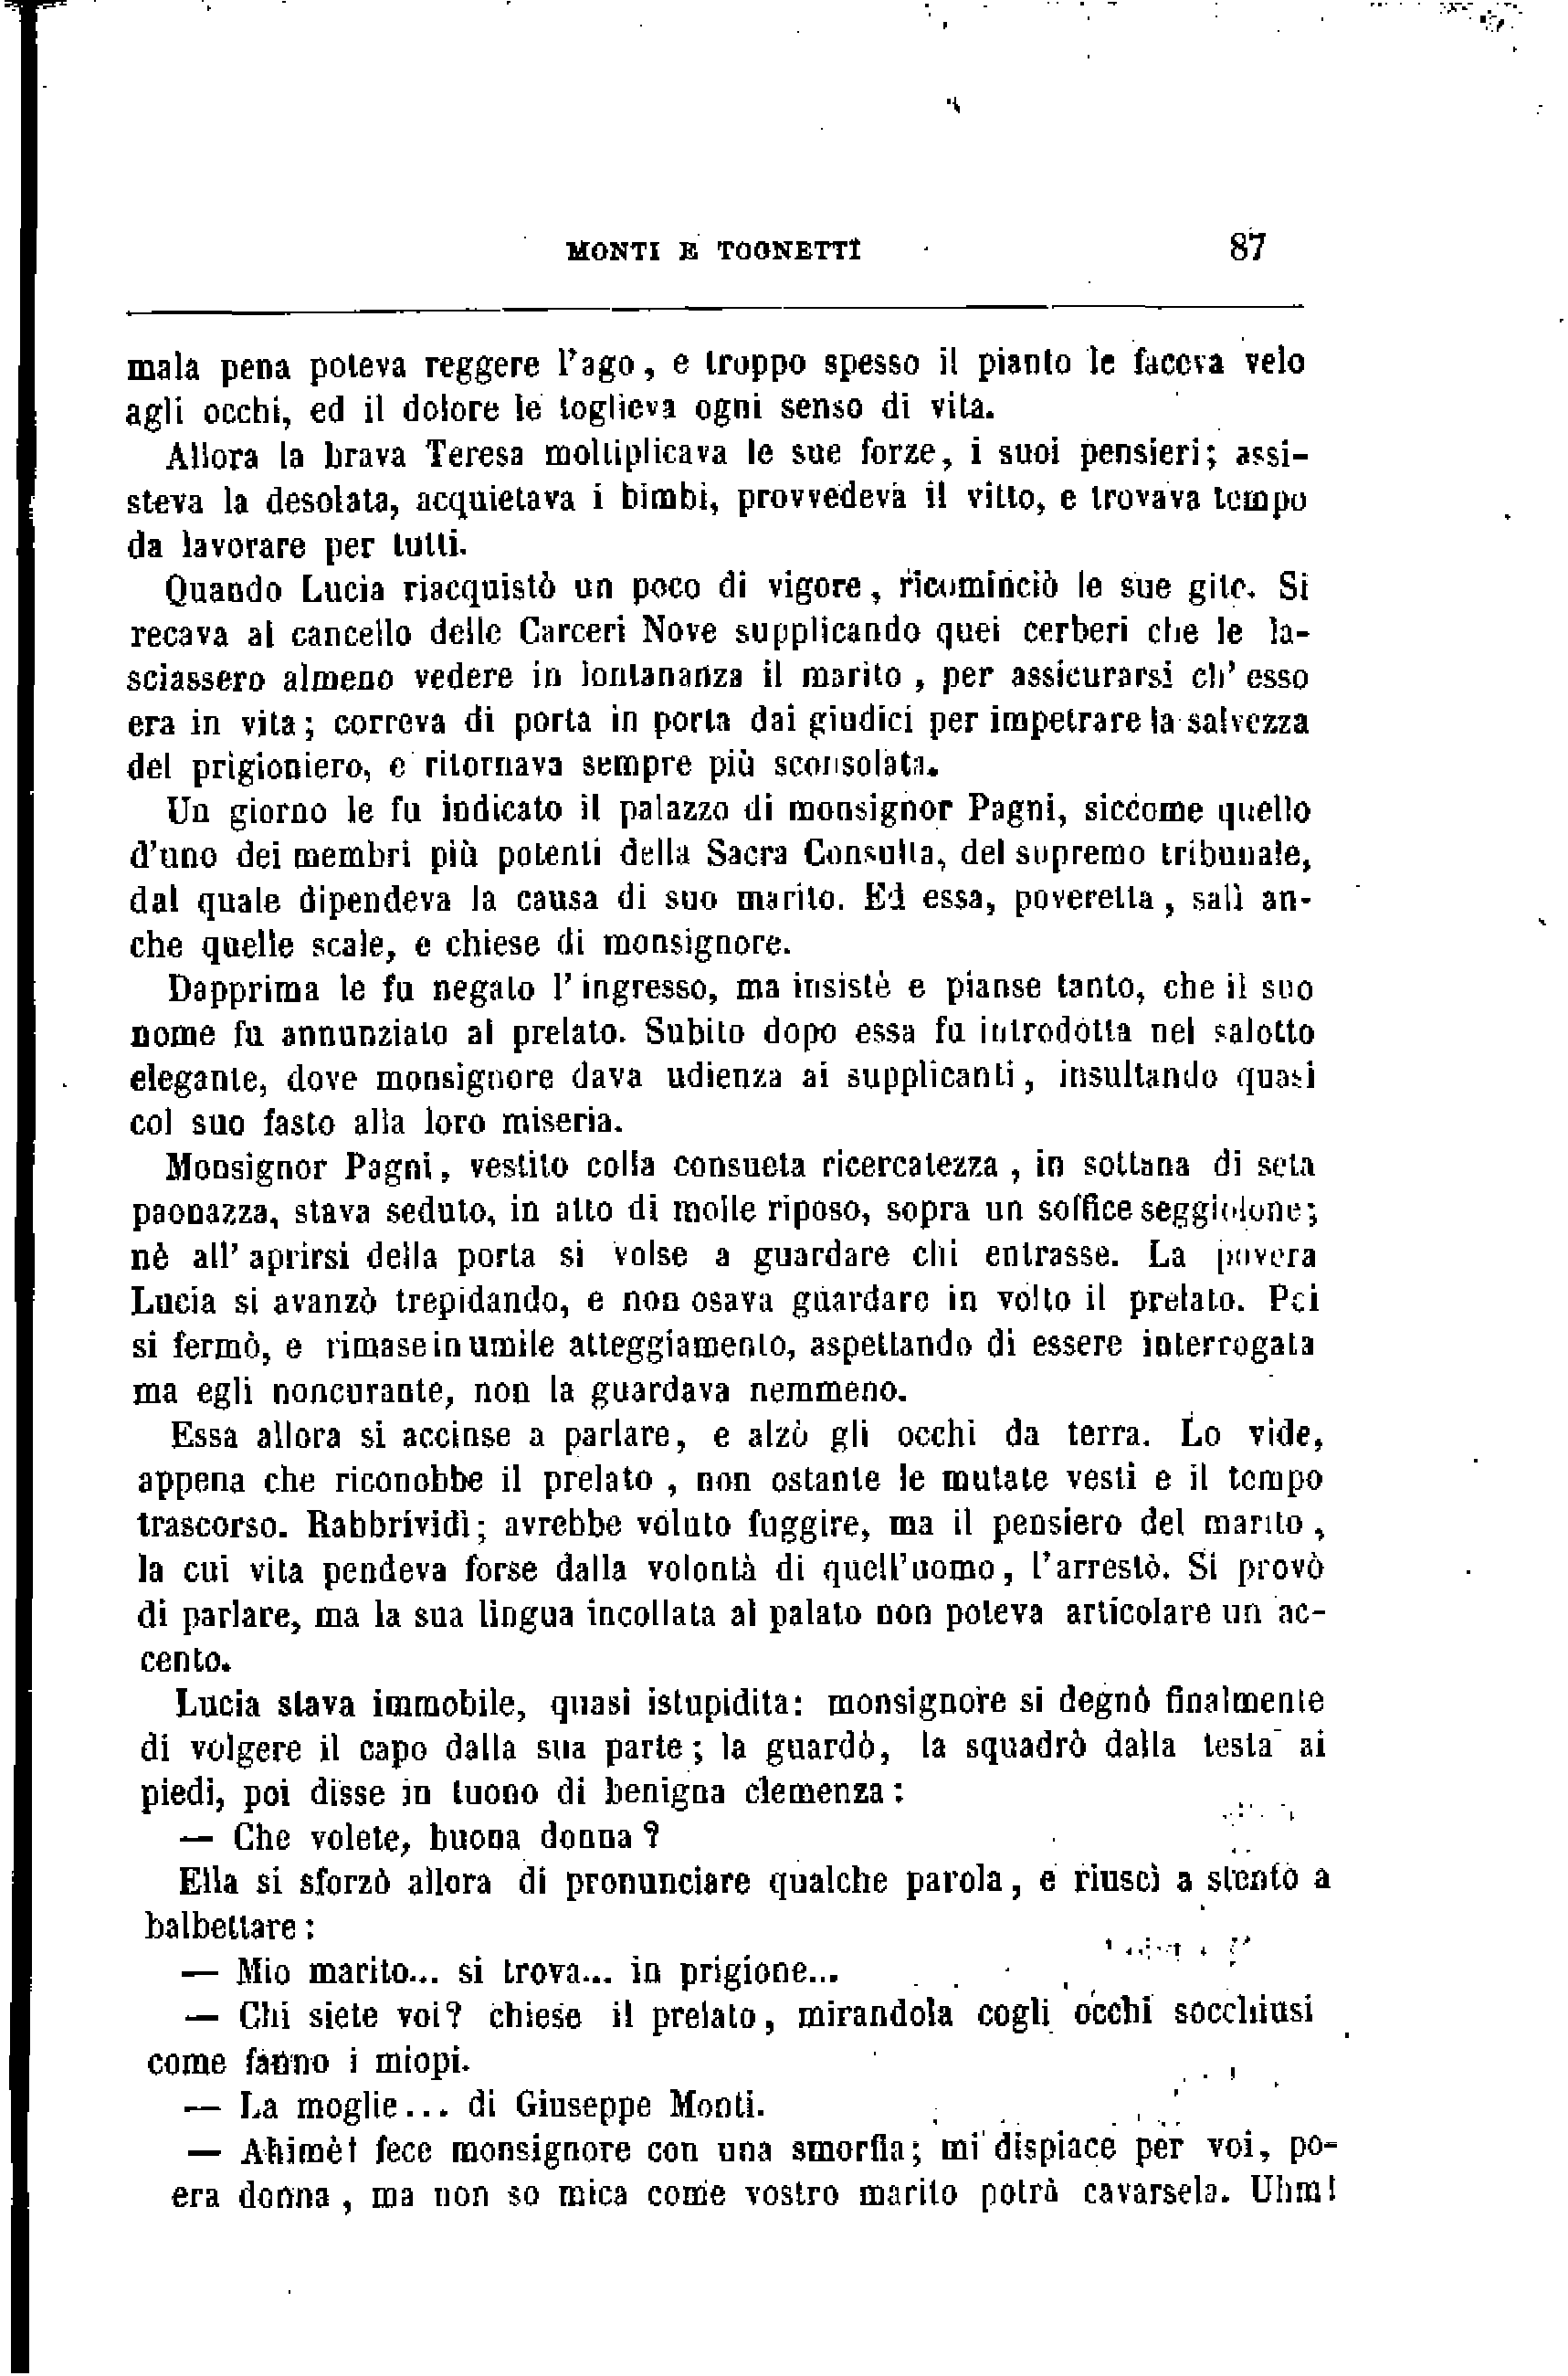 MONTI E TOGNETTI 87
mala pena poteva reggere l'ago, e troppo spesso il pianto le faceva velo
agli occhi, ed il dolore le toglieva ogni senso di vita.
Allora la brava Teresa moltiplicava le sue forze, i suoi pensieri; assi-
steva la desolata, acquietava i bimbi, provvedeva il vitto, e trovava tempo
da lavorare per tutti.
Quando Lucia riacquistò un poco di vigore, ricominciò le sue gite. Si
recava al cancello delle Carceri Nove supplicando quei cerberi che le la-
sciassero almeno vedere in lontananza il marito, per assicurarsi ch' esso
era in vita; correva di porta in porta dai giudici per impetrare la salvezza
del prigioniero, e ritornava sempre più sconsolata.
Un giorno le fu indicato il palazzo di monsignor Pagni, siccome quello
d'uno dei membri più potenti della Sacra Consulta, del supremo tribunale,
dal quale dipendeva la causa di suo marito. Ed essa, poveretta, salì an-
che quelle scale, e chiese di monsignore.
Dapprima le fu negato l' ingresso, ma insistè e pianse tanto, che il suo
nome fu annunziato al prelato. Subito dopo essa fu introdotta nel salotto
elegante, dove monsignore dava udienza ai supplicanti, insultando quasi
col suo fasto alla loro miseria.
Monsignor Pagni, vestito colla consueta ricercatezza, in sottana di seta
paonazza, stava seduto, in atto di molle riposo, sopra un soffice seggiolone;
nè all' aprirsi della porta si volse a guardare chi entrasse. La povera
Lucia si avanzò trepidando, e non osava guardare in volto il prelato. Poi
si fermò, e rimase in umile atteggiamento, aspettando di essere interrogata
ma egli noncurante, non la guardava nemmeno.
Essa allora si accinse a parlare, e alzò gli occhi da terra. Lo vide,
appena che riconobbe il prelato, non ostante le mutate vesti e il tempo
trascorso. Rabbrividì; avrebbe voluto fuggire, ma il pensiero del marito,
la cui vita pendeva forse dalla volontà di quell'uomo, l'arrestò. Si provò
di parlare, ma la sua lingua incollata al palato non poteva articolare un ac-
cento.
Lucia stava immobile, quasi istupidita: monsignore si degnò finalmente
di volgere il capo dalla sua parte; la guardò, la squadrò dalla testa ai
piedi, poi disse in tuono di benigna clemenza:
— Che volete, buona donna?
Ella si sforzò allora di pronunciare qualche parola, e riuscì a stento a
balbettare:
— Mio marito... si trova... in prigione...
— Chi siete voi? chiese il prelato, mirandola cogli occhi socchiusi
come fanno i miopi.
— La moglie... di Giuseppe Monti.
— Ahimè! fece monsignore con una smorfia; mi dispiace per voi, po-
era donna, ma non so mica come vostro marito potrà cavarsela. Uhm!